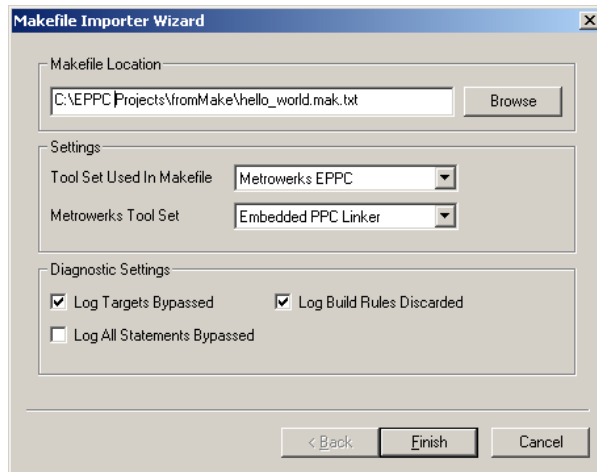 Makefile Importer Wizard
Makefile Location
C:\EPPC Projects\fromMake\hello_world.mak.txt
Browse
Settings
Tool Set Used In Makefile
Metrowerks EPPC
Metrowerks Tool Set
Embedded PPC Linker
Diagnostic Settings
Log Targets Bypassed
Log Build Rules Discarded
Log All Statements Bypassed
< Back
Finish
Cancel